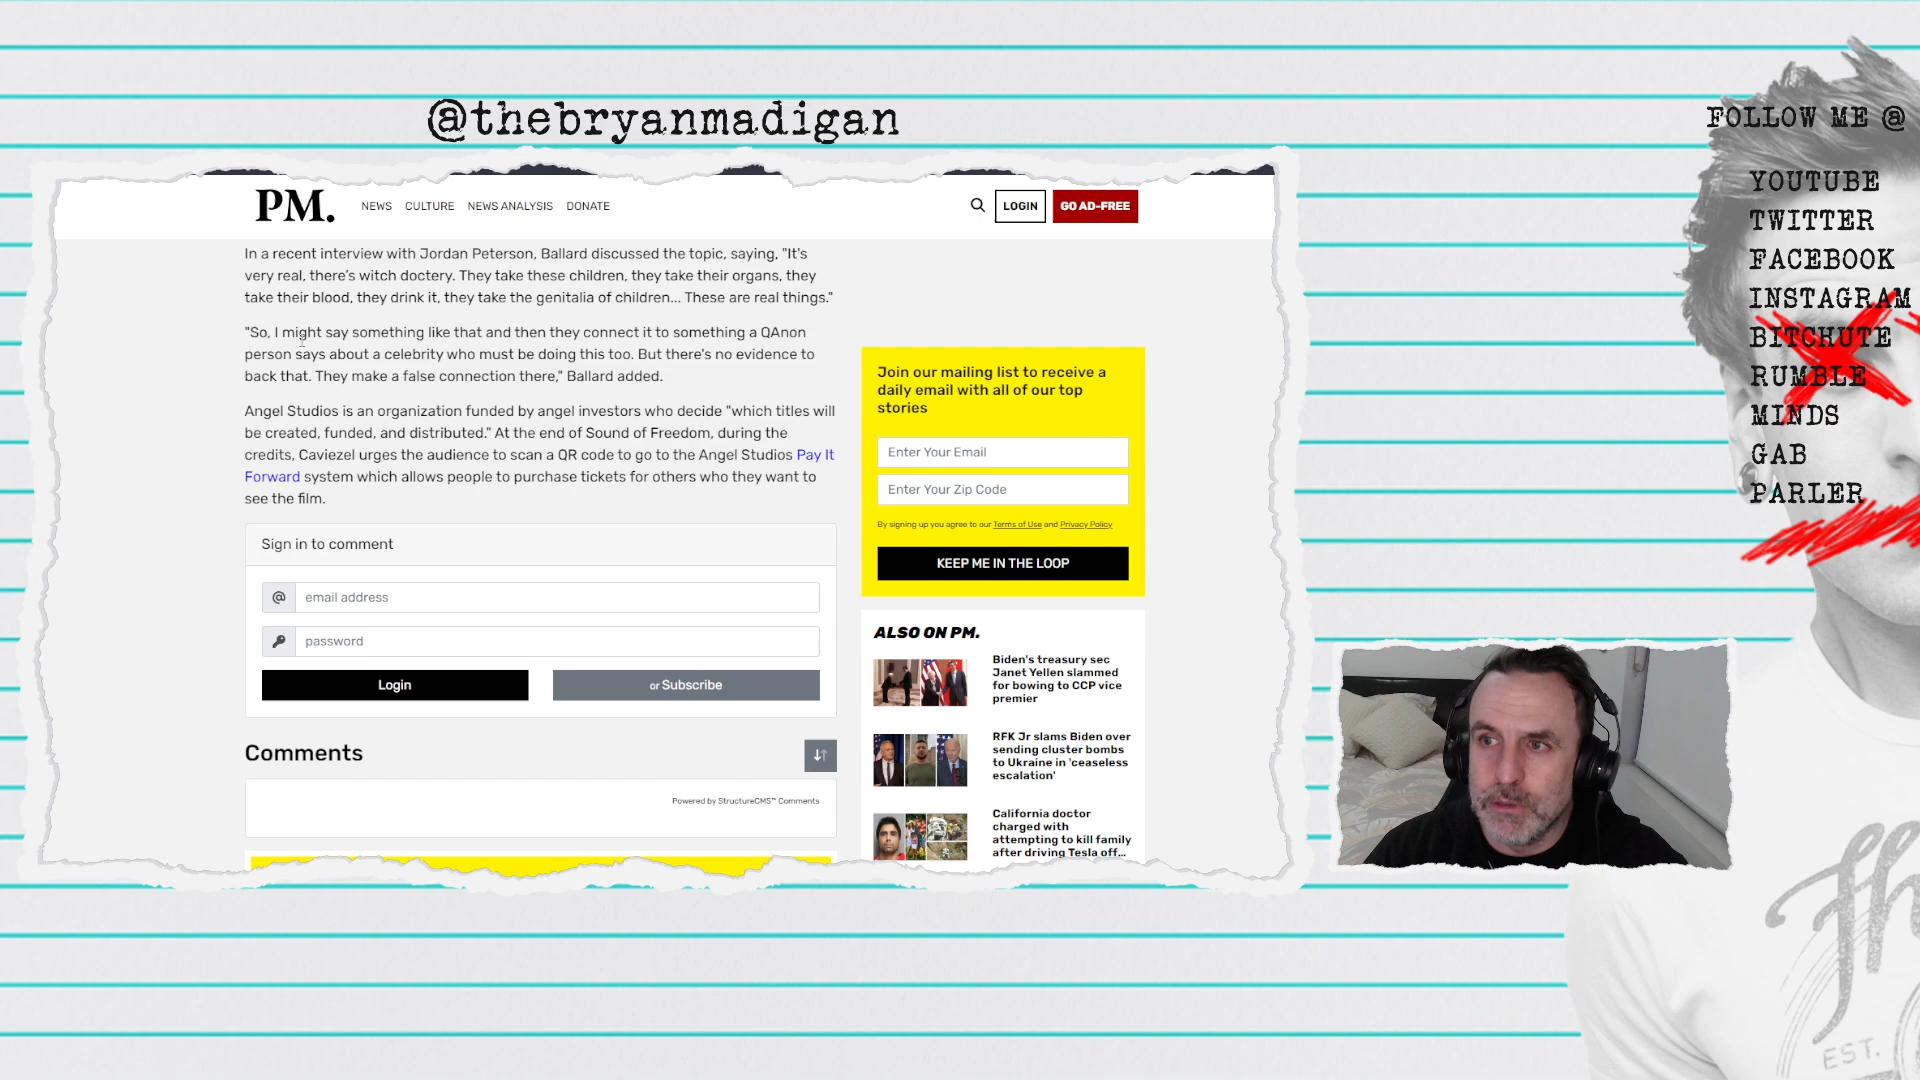 @thebryanmadigan
PM.
NEWS CULTURE NEWS ANALYSIS DONATE
LOGIN
GO AD-FREE
In a recent interview with Jordan Peterson, Ballard discussed the topic, saying, "It's
very real, there's witch doctery. They take these children, they take their organs, they
take their blood, they drink it, they take the genitalia of children... These are real things."
"So, I might say something like that and then they connect it to something a QAnon
person says about a celebrity who must be doing this too. But there's no evidence to
back that. They make a false connection there," Ballard added.
Angel Studios is an organization funded by angel investors who decide "which titles will
be created, funded, and distributed." At the end of Sound of Freedom, during the
credits, Caviezel urges the audience to scan a QR code to go to the Angel Studios Pay It
Forward system which allows people to purchase tickets for others who they want to
see the film.
Sign in to comment
@ email address
password
Login
or Subscribe
Comments
Powered by StructureCMS™ Comments
Join our mailing list to receive a
daily email with all of our top
stories
Enter Your Email
Enter Your Zip Code
By signing up you agree to our Terms of Use and Privacy Policy
KEEP ME IN THE LOOP
ALSO ON PM.
Biden's treasury sec
Janet Yellen slammed
for bowing to CCP vice
premier
RFK Jr slams Biden over
sending cluster bombs
to Ukraine in 'ceaseless
escalation'
California doctor
charged with
attempting to kill family
after driving Tesla off...
FOLLOW ME @
YOUTUBE
TWITTER
FACEBOOK
INSTAGRAM
BITCHUTE
RUMBLE
MINDS
GAB
PARLER
EST.